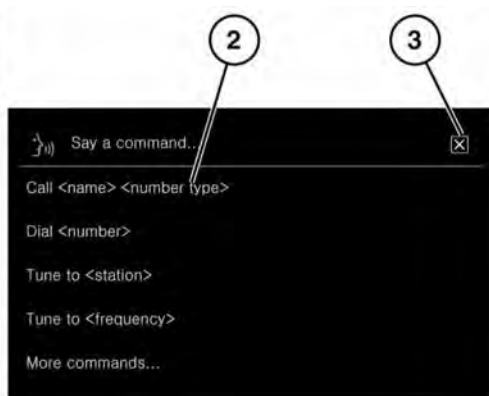 2 3
Say a command...
Call <name> <number type>
Dial <number>
Tune to <station>
Tune to <frequency>
More commands...